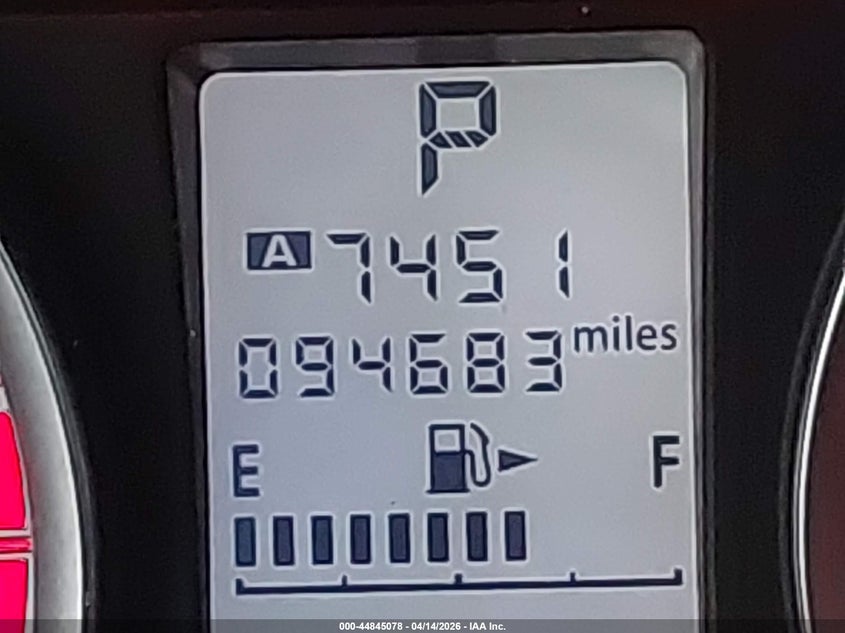 P
A 7451
094683 miles
E F
000-44845078 - 04/14/2026 - IAA Inc.